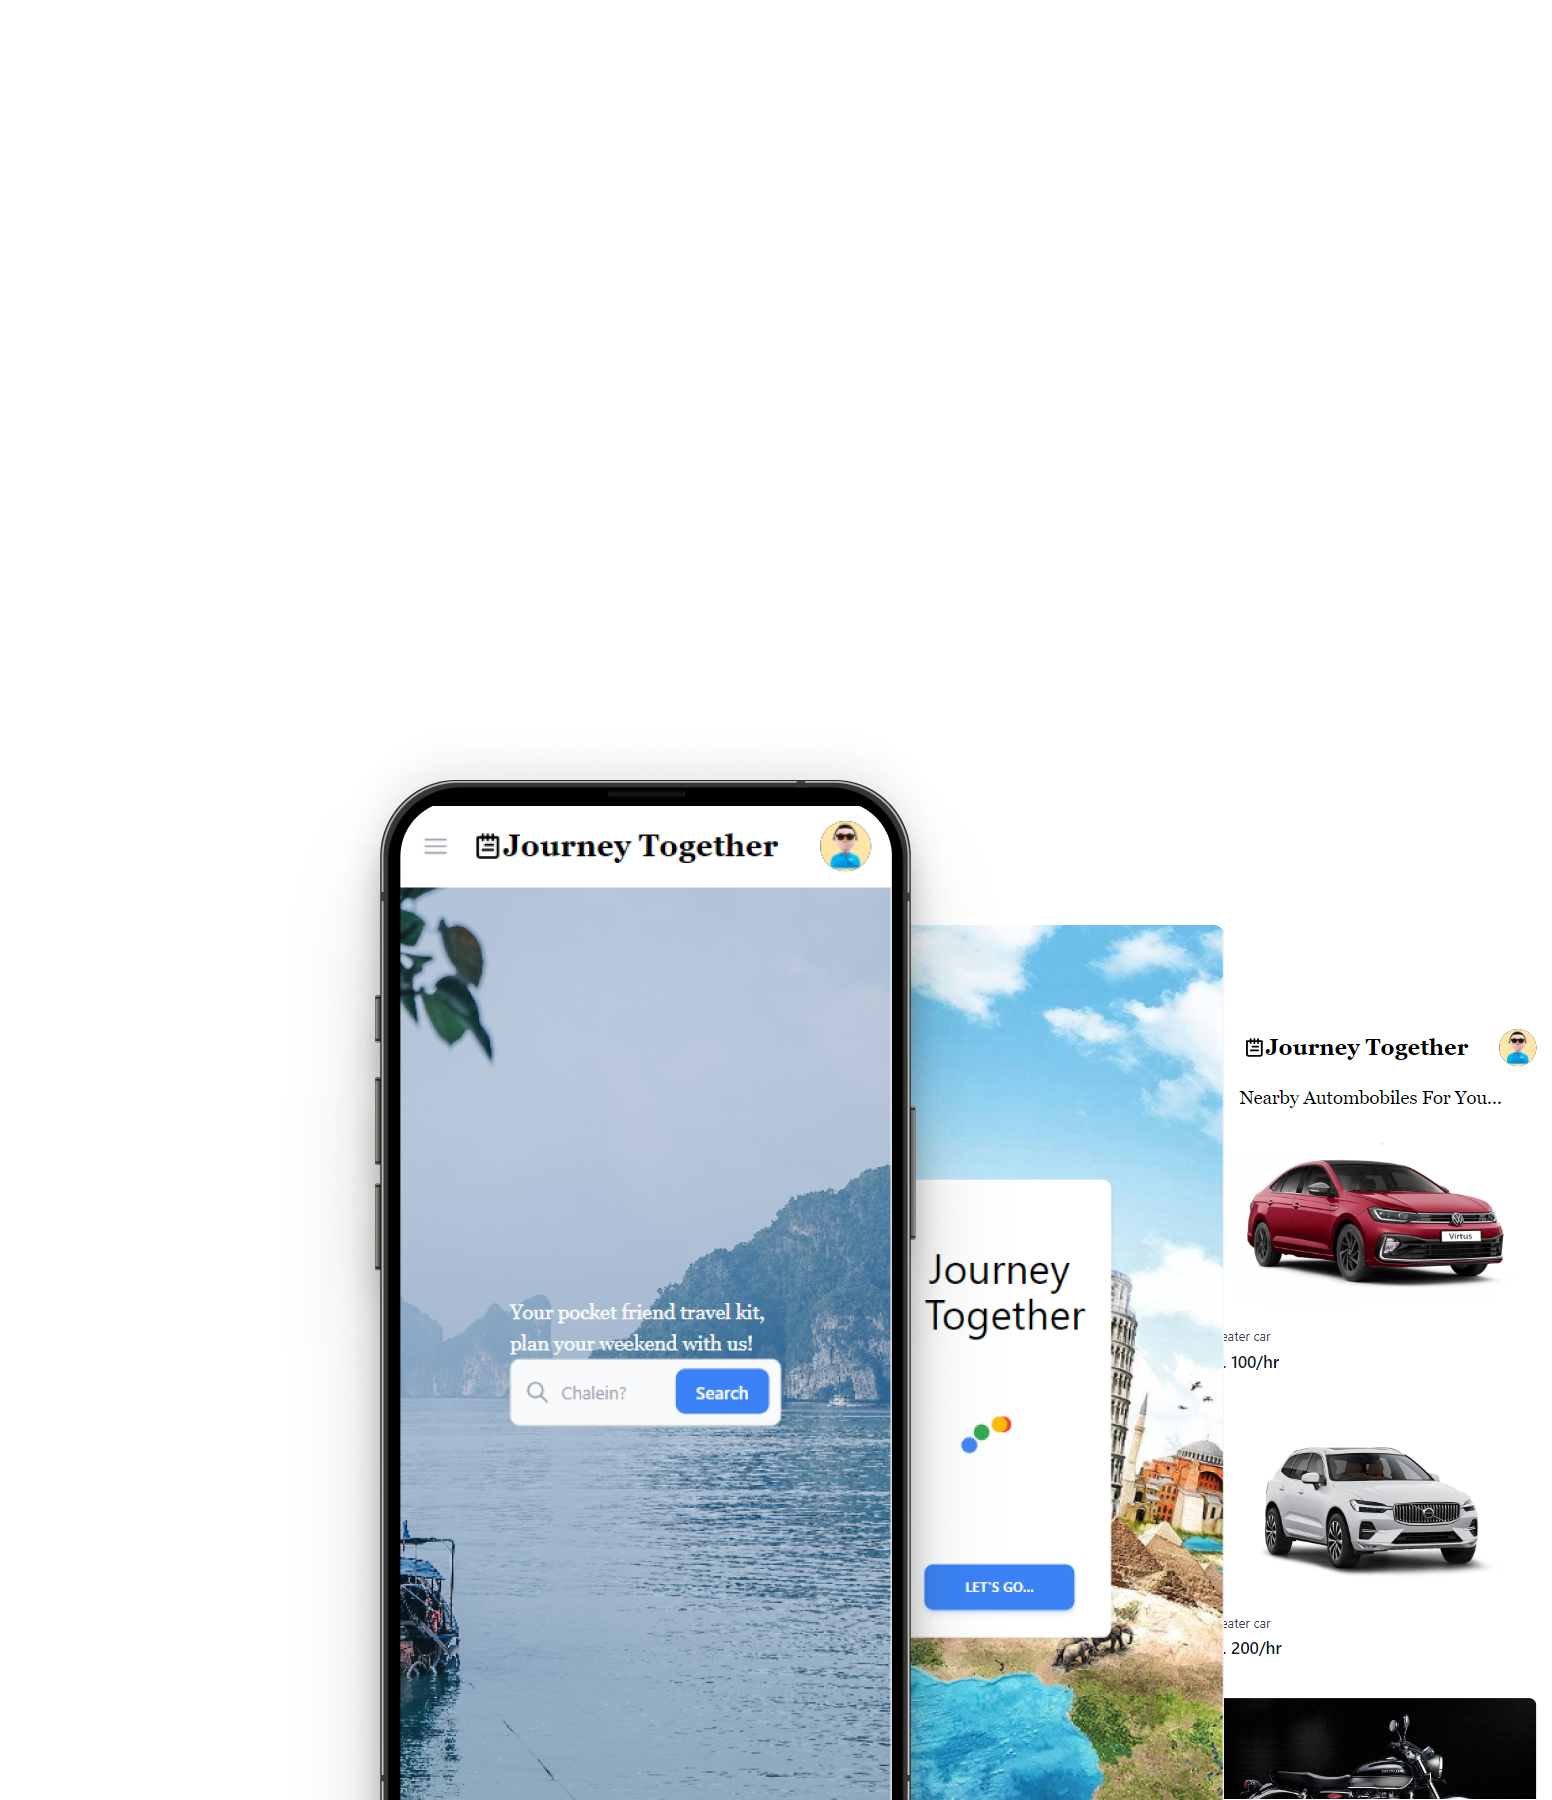 Journey Together
Your pocket friend travel kit,
plan your weekend with us!
Chalein?
Search
Journey
Together
LET'S GO...
Journey Together
Nearby Autombobiles For You...
Virtus
eater car
. 100/hr
eater car
. 200/hr